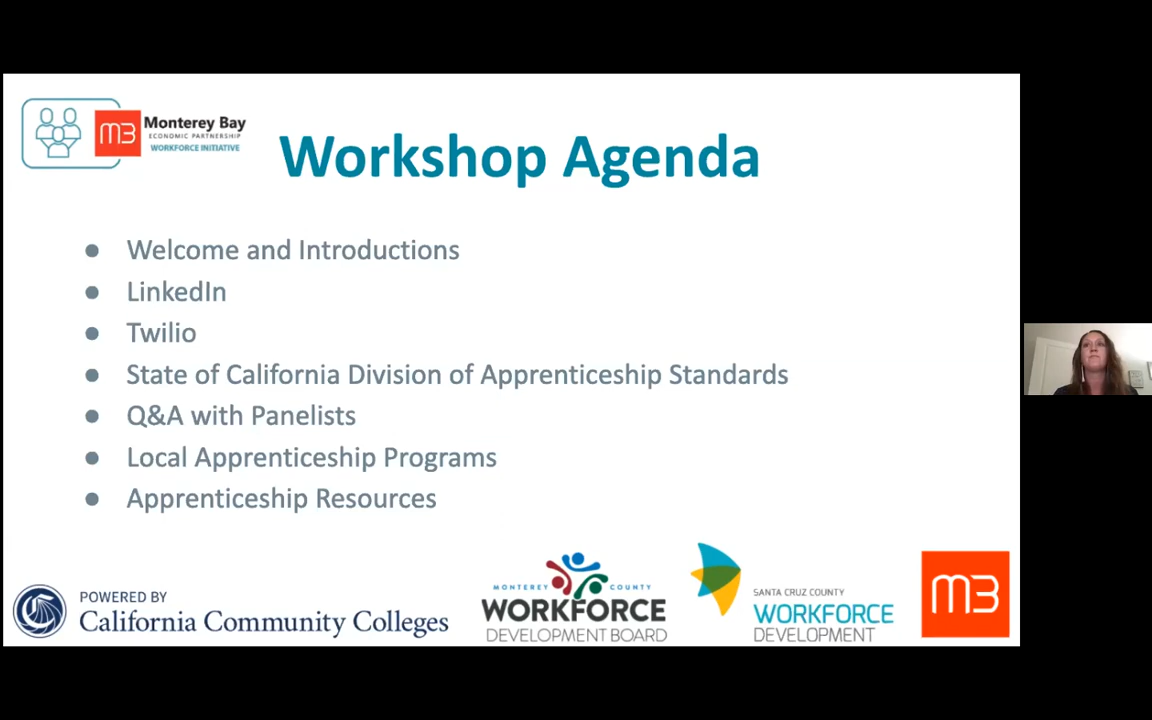 Monterey Bay
ECONOMIC PARTNERSHIP
WORKFORCE INITIATIVE
Workshop Agenda
● Welcome and Introductions
● LinkedIn
● Twilio
● State of California Division of Apprenticeship Standards
● Q&A with Panelists
● Local Apprenticeship Programs
● Apprenticeship Resources
POWERED BY
California Community Colleges
MONTEREY COUNTY
WORKFORCE
DEVELOPMENT BOARD
SANTA CRUZ COUNTY
WORKFORCE
DEVELOPMENT